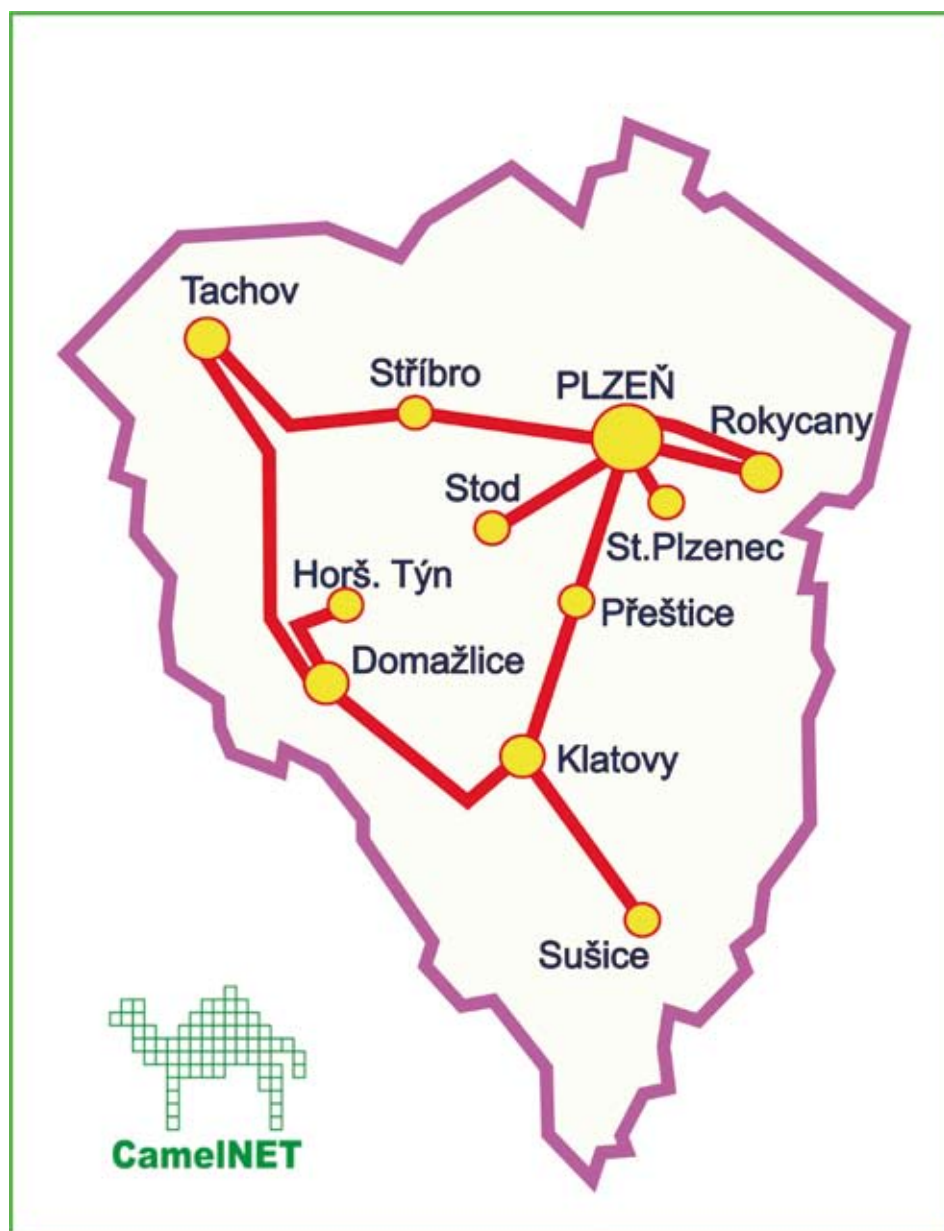 Tachov
Stříbro
PLZEŇ
Rokycany
Stod
St.Plzenec
Horš. Týn
Přeštice
Domažlice
Klatovy
Sušice
CamelNET